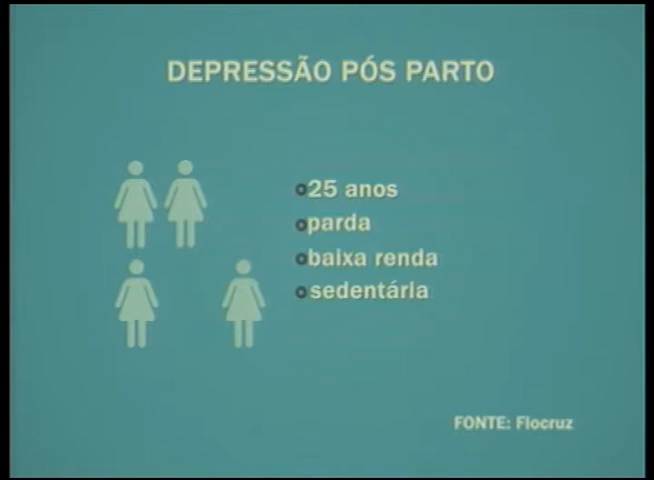 DEPRESSÃO PÓS PARTO
25 anos
parda
baixa renda
sedentária
FONTE: Fiocruz